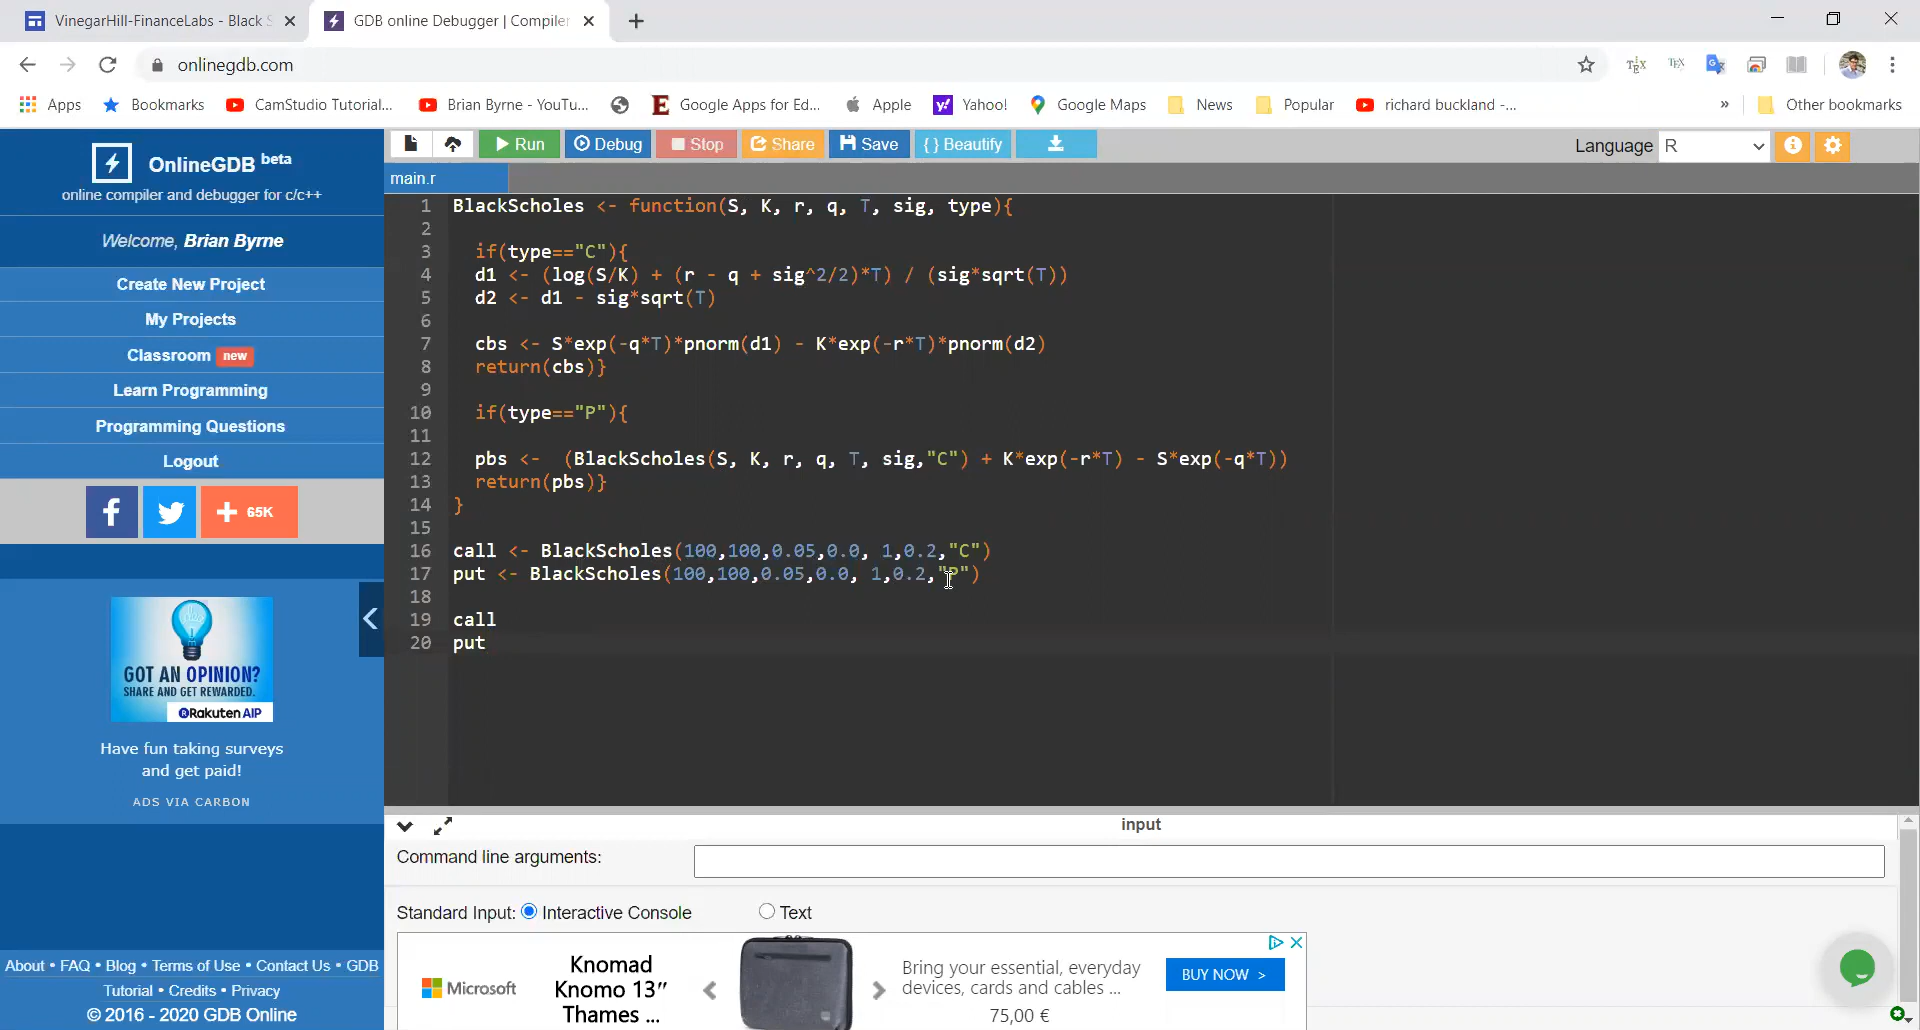 VinegarHill-FinanceLabs - Black S
GDB online Debugger | Compiler
onlinegdb.com
Apps
Bookmarks
CamStudio Tutorial...
Brian Byrne - YouTu...
Google Apps for Ed...
Apple
Yahoo!
Google Maps
News
Popular
richard buckland -...
»
Other bookmarks
OnlineGDB beta
online compiler and debugger for c/c++
Welcome, Brian Byrne
Create New Project
My Projects
Classroom new
Learn Programming
Programming Questions
Logout
65K
GOT AN OPINION?
SHARE AND GET REWARDED.
Rakuten AIP
Have fun taking surveys
and get paid!
ADS VIA CARBON
About • FAQ • Blog • Terms of Use • Contact Us • GDB
Tutorial • Credits • Privacy
© 2016 - 2020 GDB Online
Run
Debug
Stop
Share
Save
{ } Beautify
Language R
main.r
1 BlackScholes <- function(S, K, r, q, T, sig, type){
2
3 if(type=="C"){
4 d1 <- (log(S/K) + (r - q + sig^2/2)*T) / (sig*sqrt(T))
5 d2 <- d1 - sig*sqrt(T)
6
7 cbs <- S*exp(-q*T)*pnorm(d1) - K*exp(-r*T)*pnorm(d2)
8 return(cbs)}
9
10 if(type=="P"){
11
12 pbs <-  (BlackScholes(S, K, r, q, T, sig,"C") + K*exp(-r*T) - S*exp(-q*T))
13 return(pbs)}
14 }
15
16 call <- BlackScholes(100,100,0.05,0.0, 1,0.2,"C")
17 put <- BlackScholes(100,100,0.05,0.0, 1,0.2,"P")
18
19 call
20 put
input
Command line arguments:
Standard Input: Interactive Console Text
Microsoft
Knomad
Knomo 13″
Thames ...
Bring your essential, everyday
devices, cards and cables ...
75,00 €
BUY NOW >